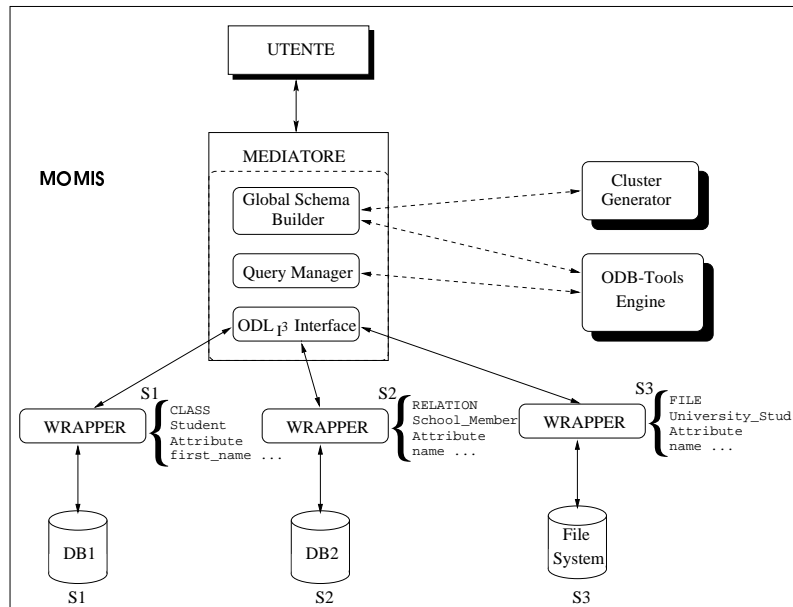 UTENTE
MEDIATORE
MOMIS
Global Schema
Builder
Cluster
Generator
Query Manager
ODB-Tools
Engine
ODL I3 Interface
S1
WRAPPER
CLASS
Student
Attribute
first_name ...
S2
WRAPPER
RELATION
School_Member
Attribute
name ...
S3
WRAPPER
FILE
University_Stud
Attribute
name ...
DB1
S1
DB2
S2
File
System
S3